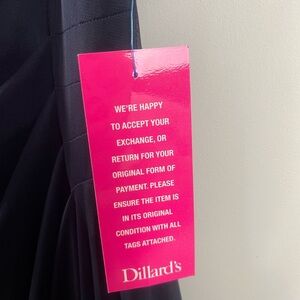 WE'RE HAPPY
TO ACCEPT YOUR
EXCHANGE, OR
RETURN FOR YOUR
ORIGINAL FORM OF
PAYMENT. PLEASE
ENSURE THE ITEM IS
IN ITS ORIGINAL
CONDITION WITH ALL
TAGS ATTACHED.
Dillard's